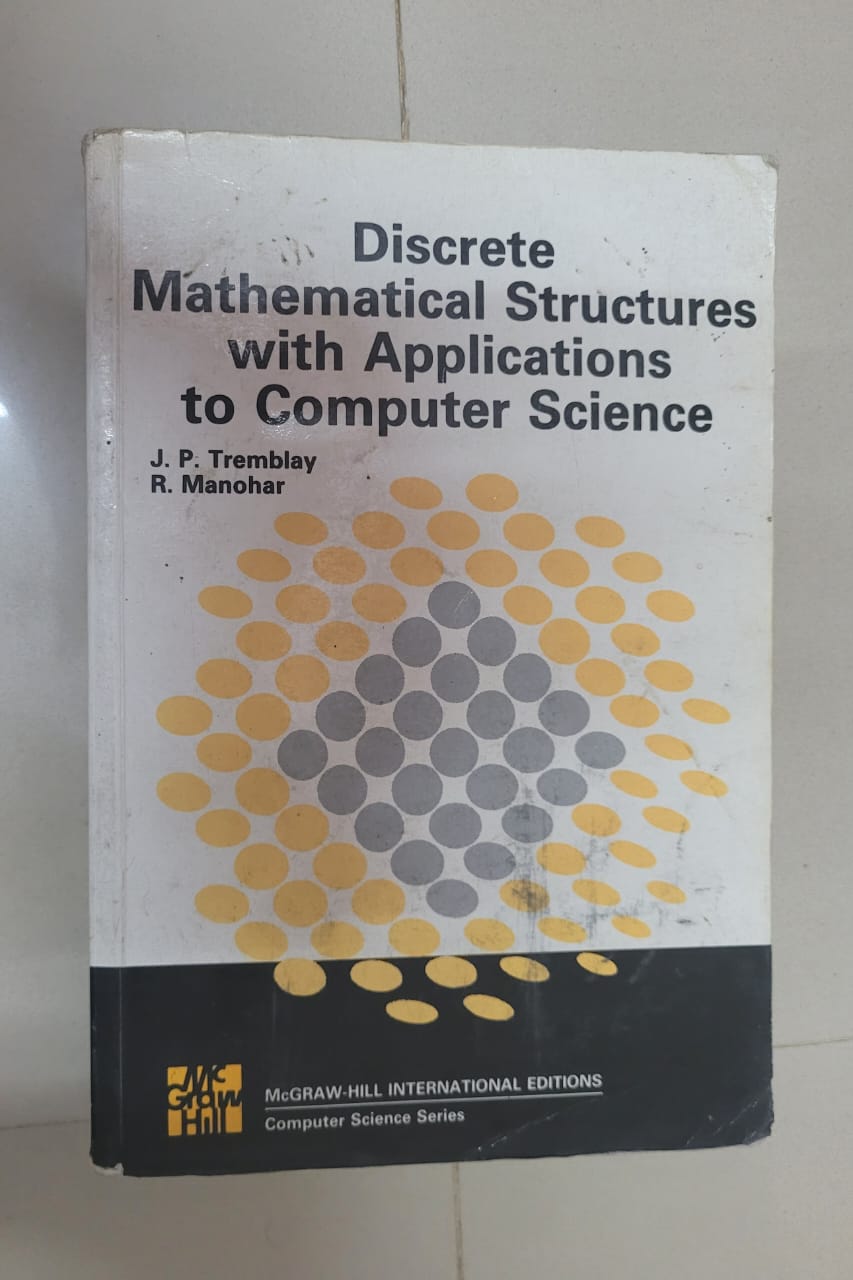 Discrete
Mathematical Structures
with Applications
to Computer Science
J. P. Tremblay
R. Manohar
Mc
Graw
Hill
McGRAW-HILL INTERNATIONAL EDITIONS
Computer Science Series